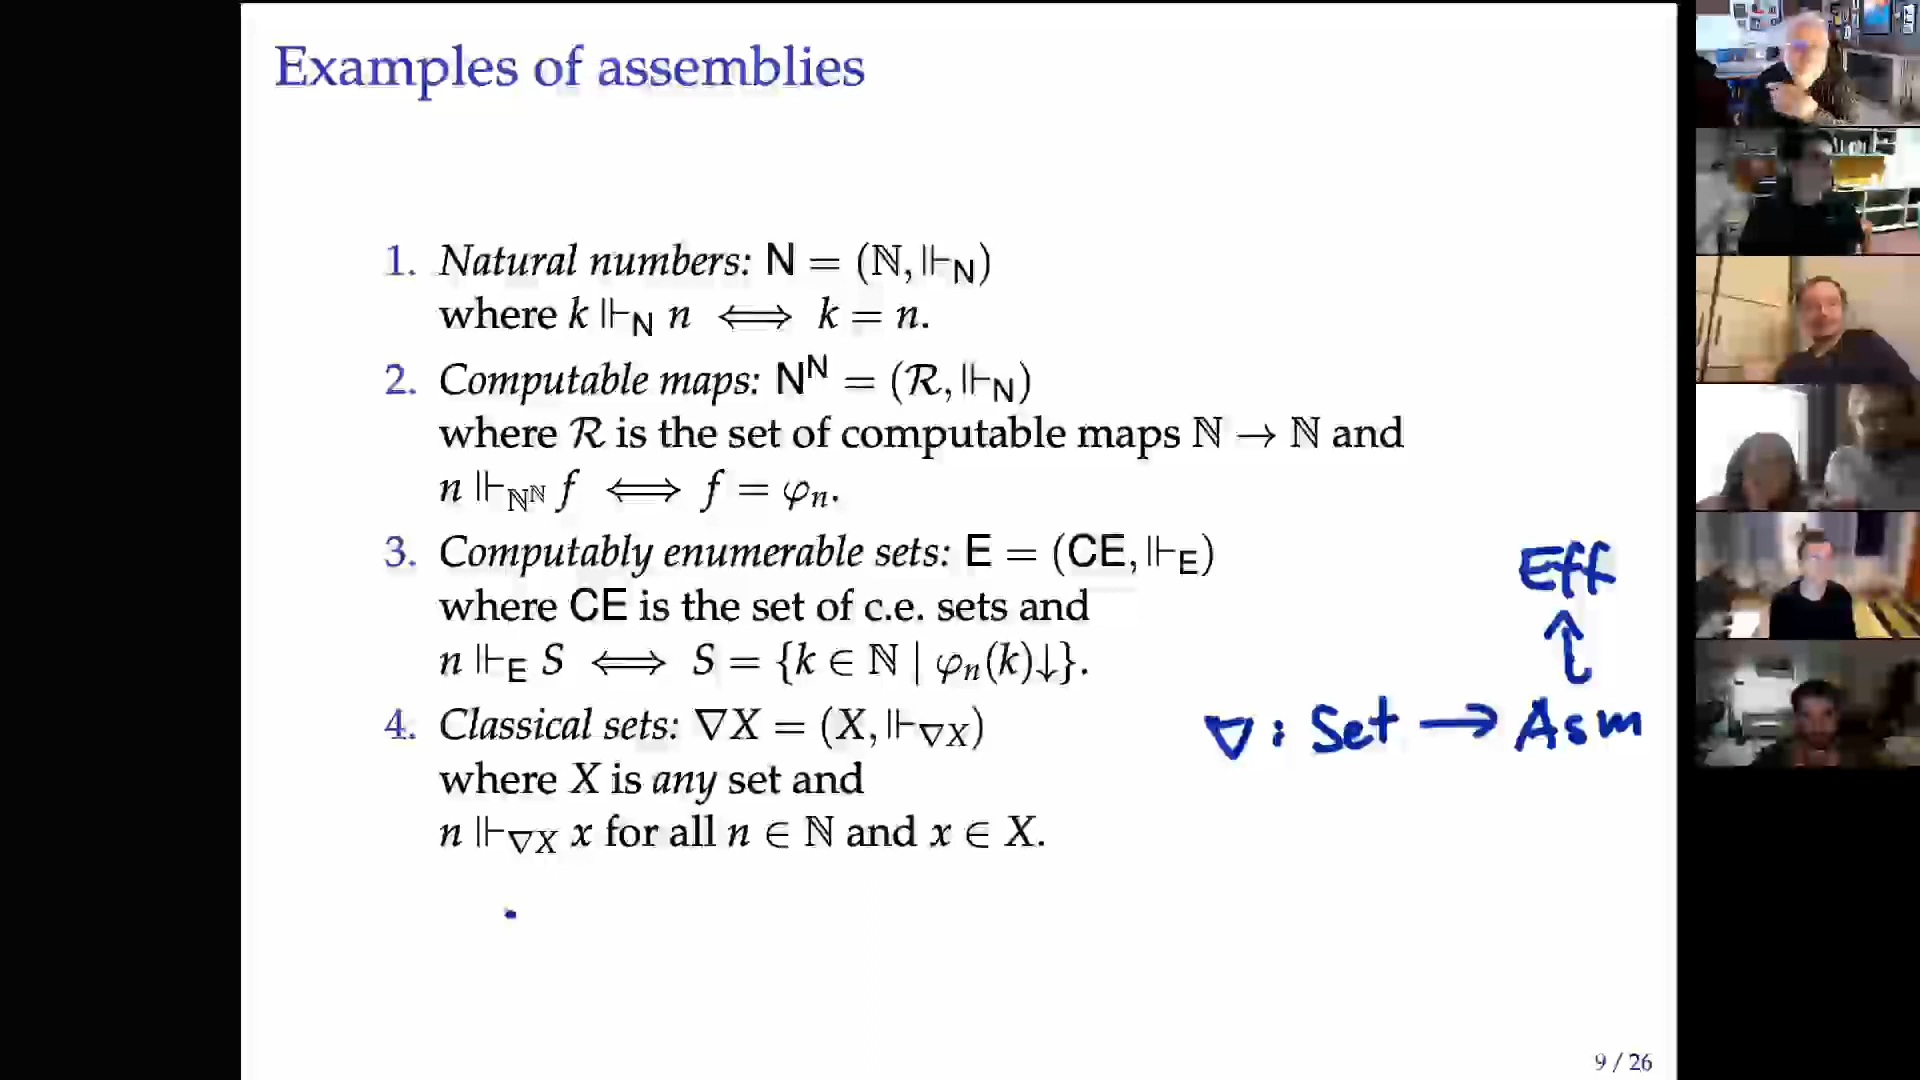 Examples of assemblies
1. Natural numbers: N = (ℕ, ⊩_N)
where k ⊩_N n ⟺ k = n.
2. Computable maps: N^N = (ℛ, ⊩_N)
where ℛ is the set of computable maps ℕ → ℕ and
n ⊩_{ℕ^ℕ} f ⟺ f = φ_n.
3. Computably enumerable sets: E = (CE, ⊩_E)
where CE is the set of c.e. sets and
n ⊩_E S ⟺ S = {k ∈ ℕ | φ_n(k)↓}.
4. Classical sets: ∇X = (X, ⊩_{∇X})
where X is any set and
n ⊩_{∇X} x for all n ∈ ℕ and x ∈ X.
Eff
↑
∇ : Set → Asm
9 / 26